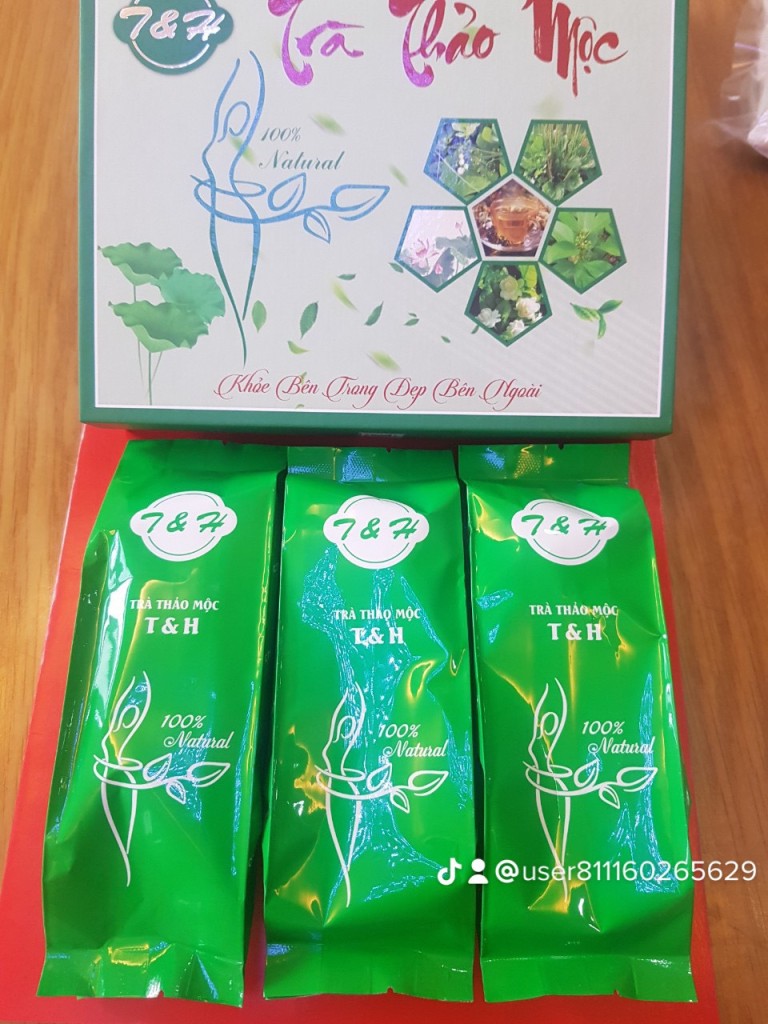 T & H
Trà Thảo Mộc
100%
Natural
Khỏe Bên Trong Đẹp Bên Ngoài
T & H
TRÀ THẢO MỘC
T & H
100%
Natural
T & H
TRÀ THẢO MỘC
T & H
100%
Natural
T & H
TRÀ THẢO MỘC
T & H
100%
Natural
@user811160265629